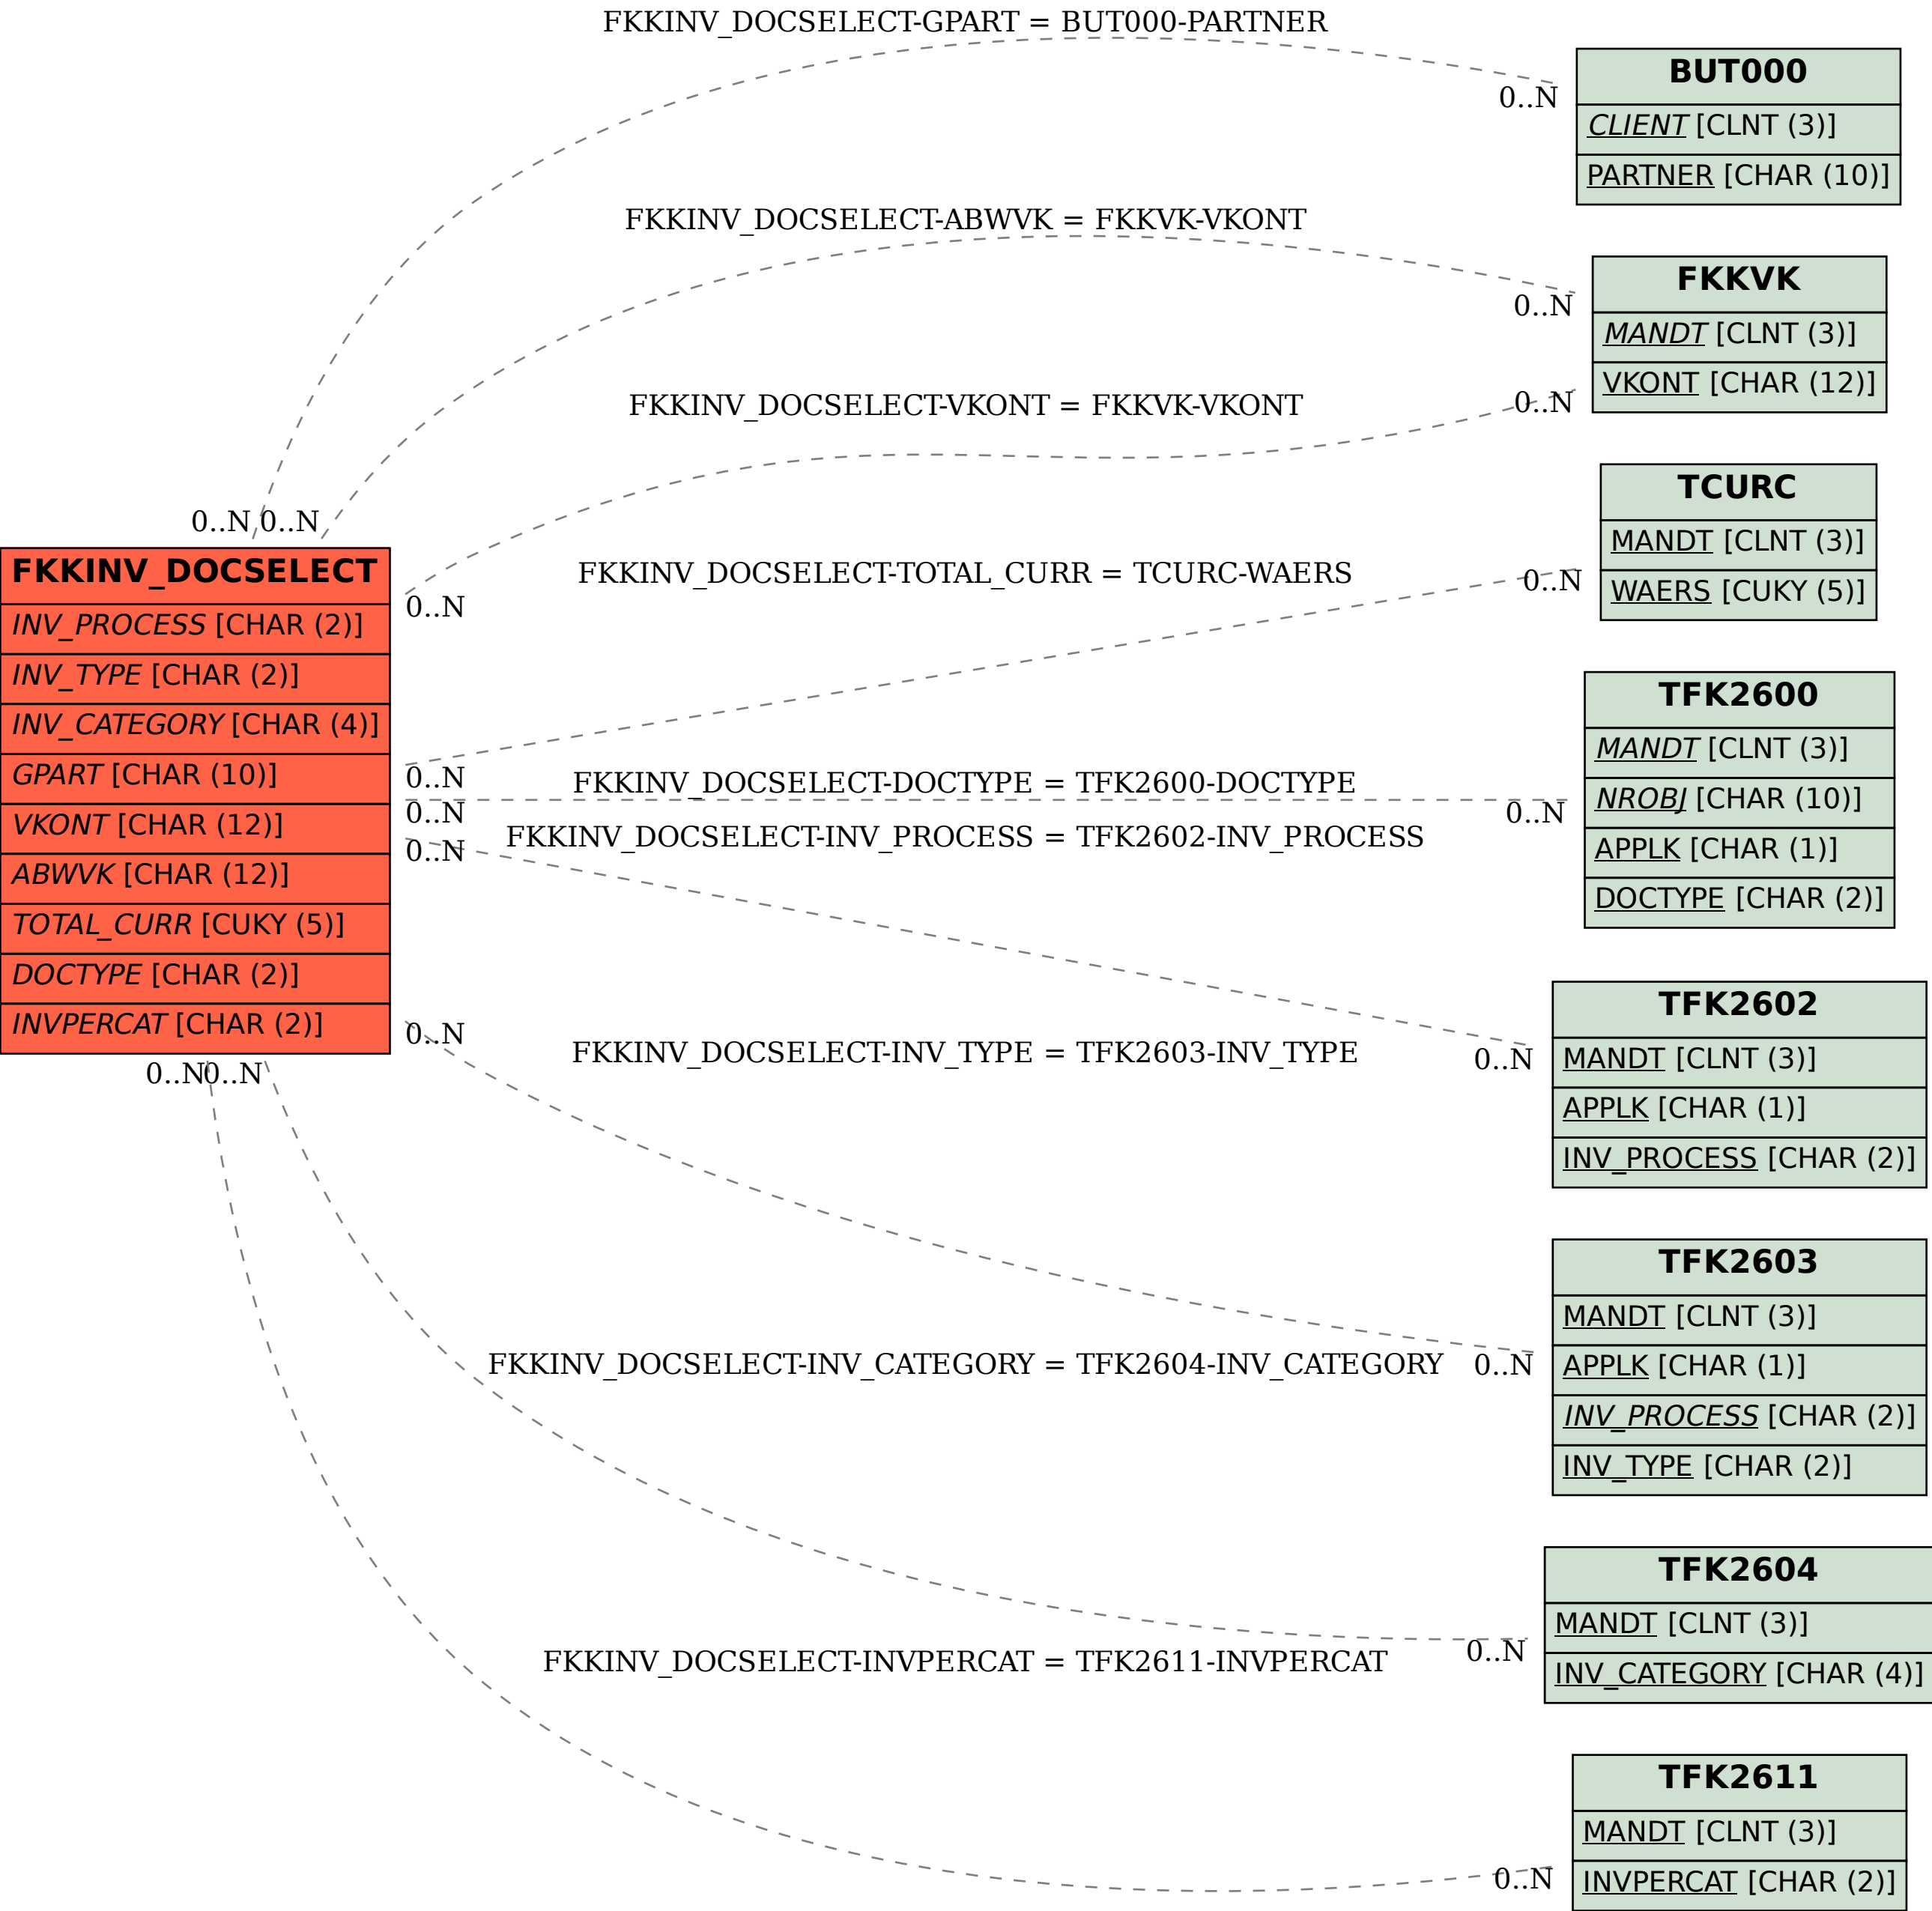 FKKINV_DOCSELECT-GPART = BUT000-PARTNER
0..N
BUT000
CLIENT [CLNT (3)]
PARTNER [CHAR (10)]
FKKINV_DOCSELECT-ABWVK = FKKVK-VKONT
0..N
FKKVK
MANDT [CLNT (3)]
VKONT [CHAR (12)]
FKKINV_DOCSELECT-VKONT = FKKVK-VKONT
0..N
TCURC
MANDT [CLNT (3)]
WAERS [CUKY (5)]
FKKINV_DOCSELECT-TOTAL_CURR = TCURC-WAERS
0..N
0..N 0..N
FKKINV_DOCSELECT
INV_PROCESS [CHAR (2)]
INV_TYPE [CHAR (2)]
INV_CATEGORY [CHAR (4)]
GPART [CHAR (10)]
VKONT [CHAR (12)]
ABWVK [CHAR (12)]
TOTAL_CURR [CUKY (5)]
DOCTYPE [CHAR (2)]
INVPERCAT [CHAR (2)]
0..N
0..N
0..N
0..N
0..N
0..N
0..N
FKKINV_DOCSELECT-DOCTYPE = TFK2600-DOCTYPE
0..N
TFK2600
MANDT [CLNT (3)]
NROBJ [CHAR (10)]
APPLK [CHAR (1)]
DOCTYPE [CHAR (2)]
FKKINV_DOCSELECT-INV_PROCESS = TFK2602-INV_PROCESS
0..N
TFK2602
MANDT [CLNT (3)]
APPLK [CHAR (1)]
INV_PROCESS [CHAR (2)]
FKKINV_DOCSELECT-INV_TYPE = TFK2603-INV_TYPE
0..N
TFK2603
MANDT [CLNT (3)]
APPLK [CHAR (1)]
INV_PROCESS [CHAR (2)]
INV_TYPE [CHAR (2)]
FKKINV_DOCSELECT-INV_CATEGORY = TFK2604-INV_CATEGORY
0..N
TFK2604
MANDT [CLNT (3)]
INV_CATEGORY [CHAR (4)]
FKKINV_DOCSELECT-INVPERCAT = TFK2611-INVPERCAT
0..N
TFK2611
MANDT [CLNT (3)]
INVPERCAT [CHAR (2)]